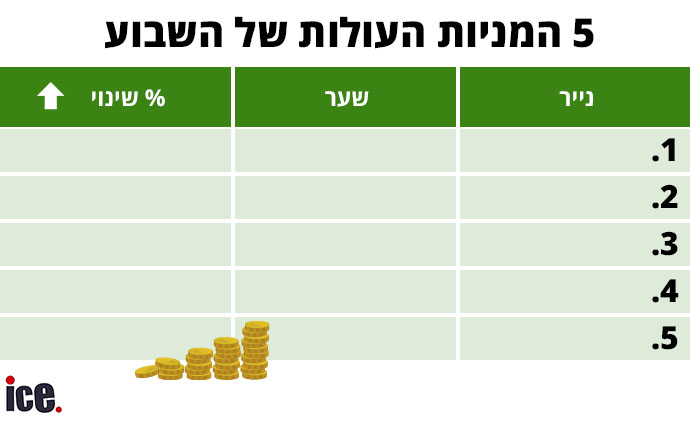 5 המניות העולות של השבוע
נייר שער % שינוי
1.
2.
3.
4.
5.
ice.